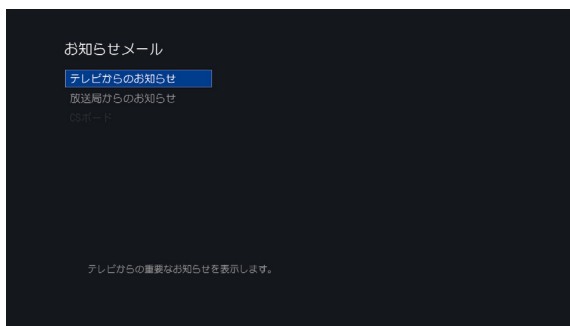 お知らせメール
テレビからのお知らせ
放送局からのお知らせ
CSボード
テレビからの重要なお知らせを表示します。